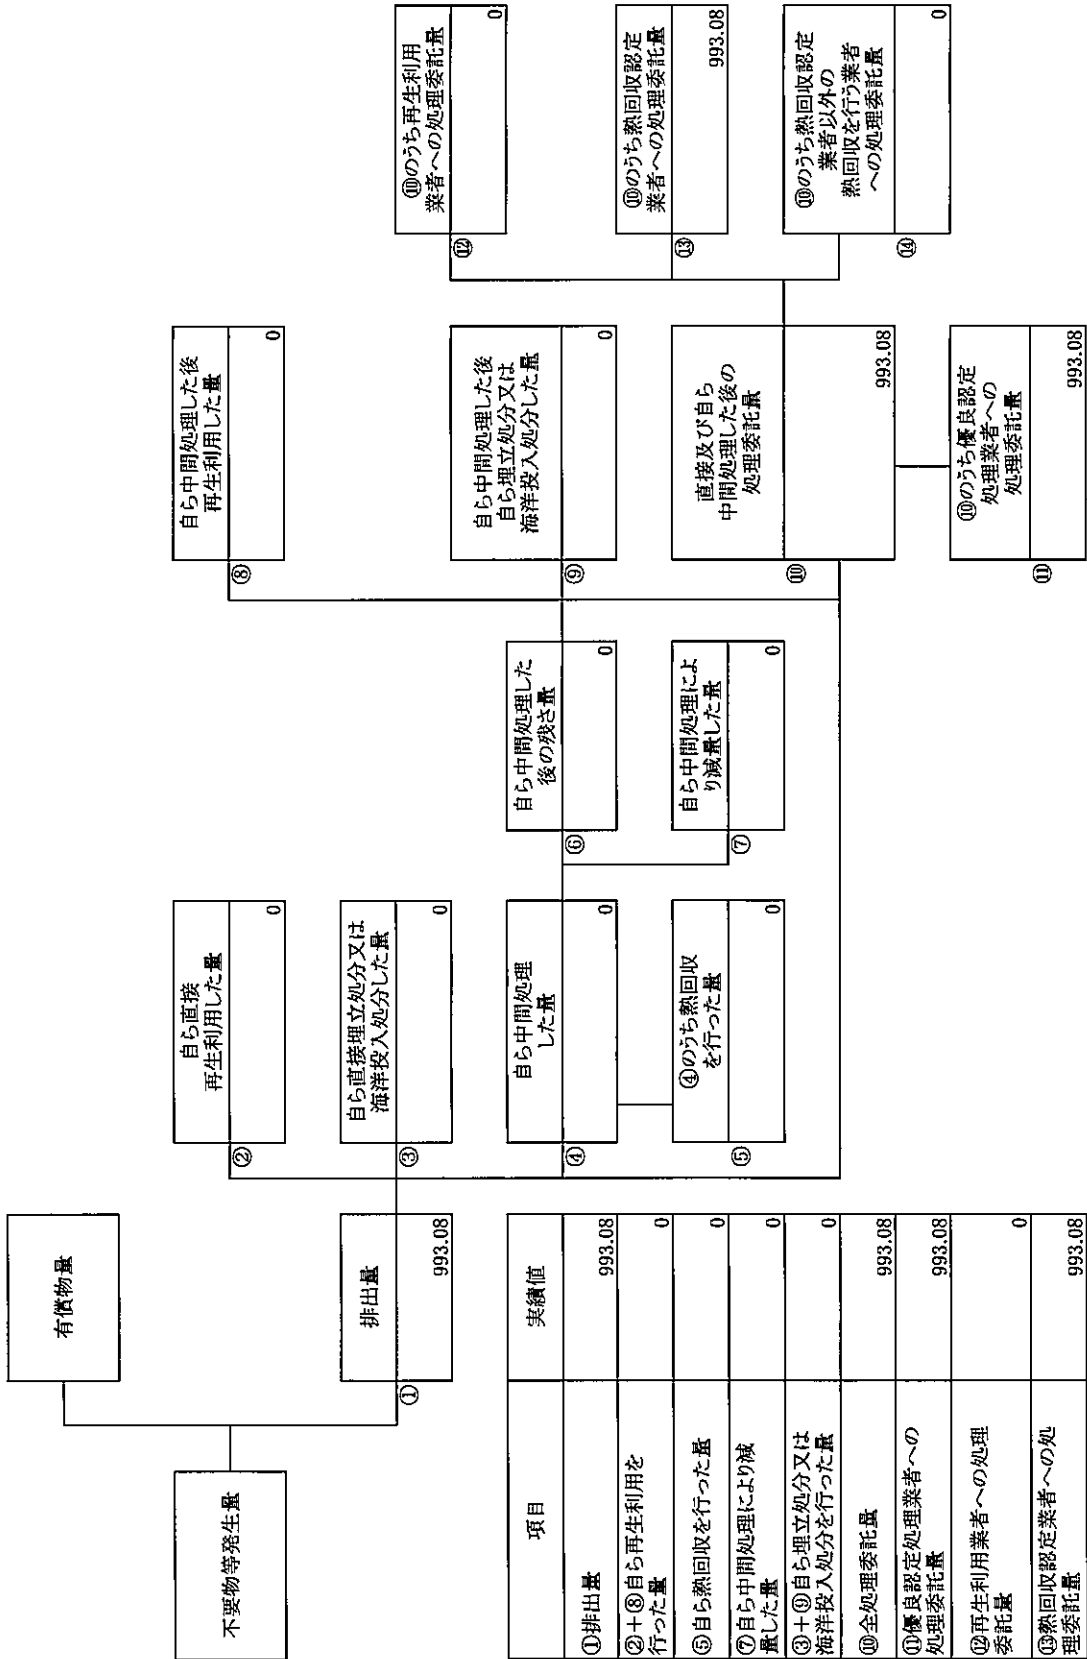 不要物等発生量
有償物量
排出量
①
993.08
自ら直接
再生利用した量
②
0
自ら直接埋立処分又は
海洋投入処分した量
③
0
自ら中間処理
した量
④
0
④のうち熱回収
を行った量
⑤
0
自ら中間処理した
後の残さ量
⑥
0
自ら中間処理によ
り減量した量
⑦
0
自ら中間処理した後
再生利用した量
⑧
0
自ら中間処理した後
自ら埋立処分又は
海洋投入処分した量
⑨
0
直接及び自ら
中間処理した後の
処理委託量
⑩
993.08
⑩のうち優良認定
処理業者への
処理委託量
⑪
993.08
⑩のうち再生利用
業者への処理委託量
⑫
0
⑩のうち熱回収認定
業者への処理委託量
⑬
993.08
⑩のうち熱回収認定
業者以外の
熱回収を行う業者
への処理委託量
⑭
0
項目 実績値
①排出量 993.08
②+⑧自ら再生利用を
行った量 0
⑤自ら熱回収を行った量 0
⑦自ら中間処理により減
量した量 0
③+⑨自ら埋立処分又は
海洋投入処分を行った量 0
⑩全処理委託量 993.08
⑪優良認定処理業者への
処理委託量 993.08
⑫再生利用業者への処理
委託量 0
⑬熱回収認定業者への処
理委託量 993.08